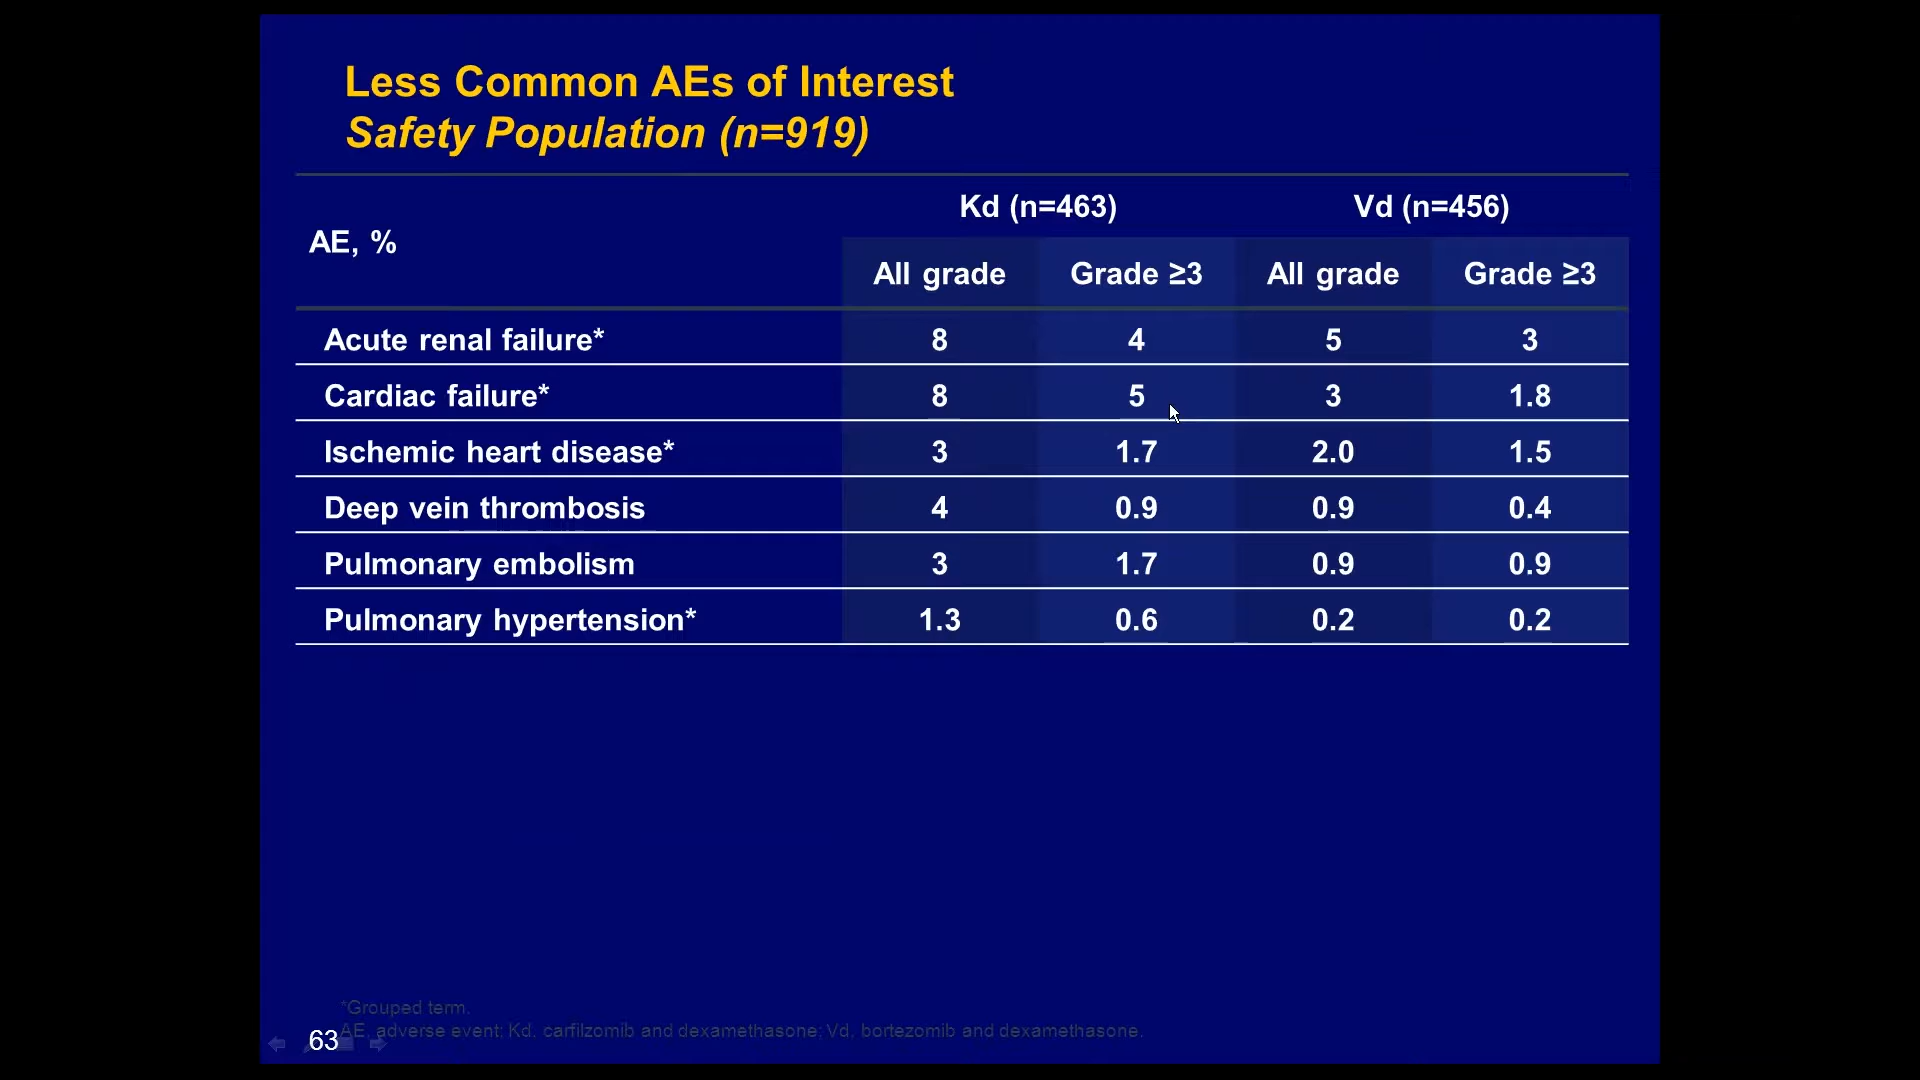 Less Common AEs of Interest
Safety Population (n=919)
AE, %
Kd (n=463) Vd (n=456)
All grade Grade ≥3 All grade Grade ≥3
Acute renal failure* 8 4 5 3
Cardiac failure* 8 5 3 1.8
Ischemic heart disease* 3 1.7 2.0 1.5
Deep vein thrombosis 4 0.9 0.9 0.4
Pulmonary embolism 3 1.7 0.9 0.9
Pulmonary hypertension* 1.3 0.6 0.2 0.2
*Grouped term.
AE, adverse event; Kd, carfilzomib and dexamethasone; Vd, bortezomib and dexamethasone.
63